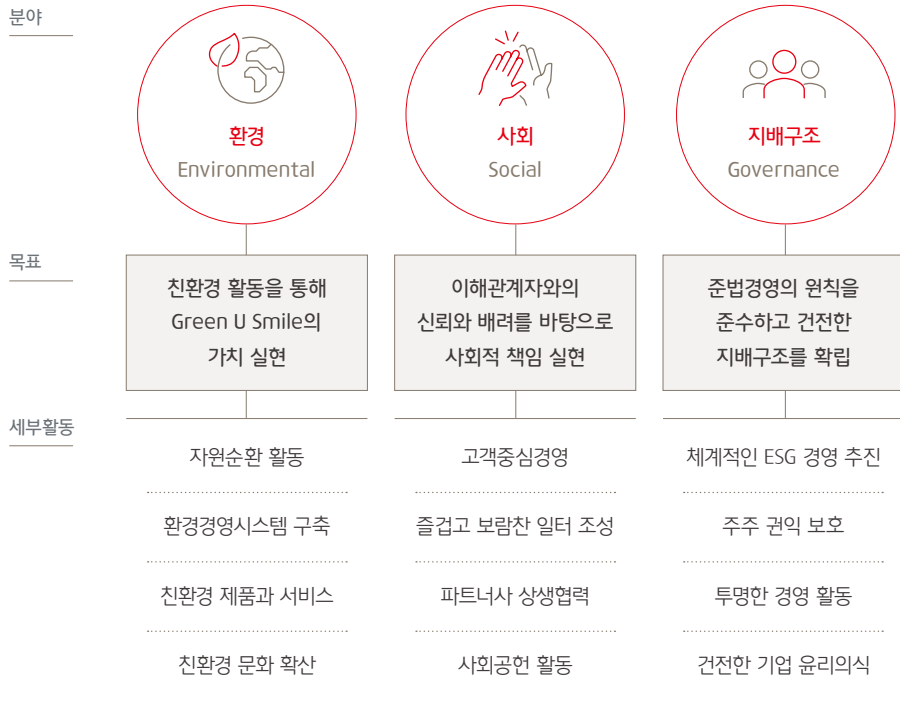 분야
환경
Environmental
사회
Social
지배구조
Governance
목표
친환경 활동을 통해
Green U Smile의
가치 실현
이해관계자와의
신뢰와 배려를 바탕으로
사회적 책임 실현
준법경영의 원칙을
준수하고 건전한
지배구조를 확립
세부활동
자원순환 활동
고객중심경영
체계적인 ESG 경영 추진
환경경영시스템 구축
즐겁고 보람찬 일터 조성
주주 권익 보호
친환경 제품과 서비스
파트너사 상생협력
투명한 경영 활동
친환경 문화 확산
사회공헌 활동
건전한 기업 윤리의식